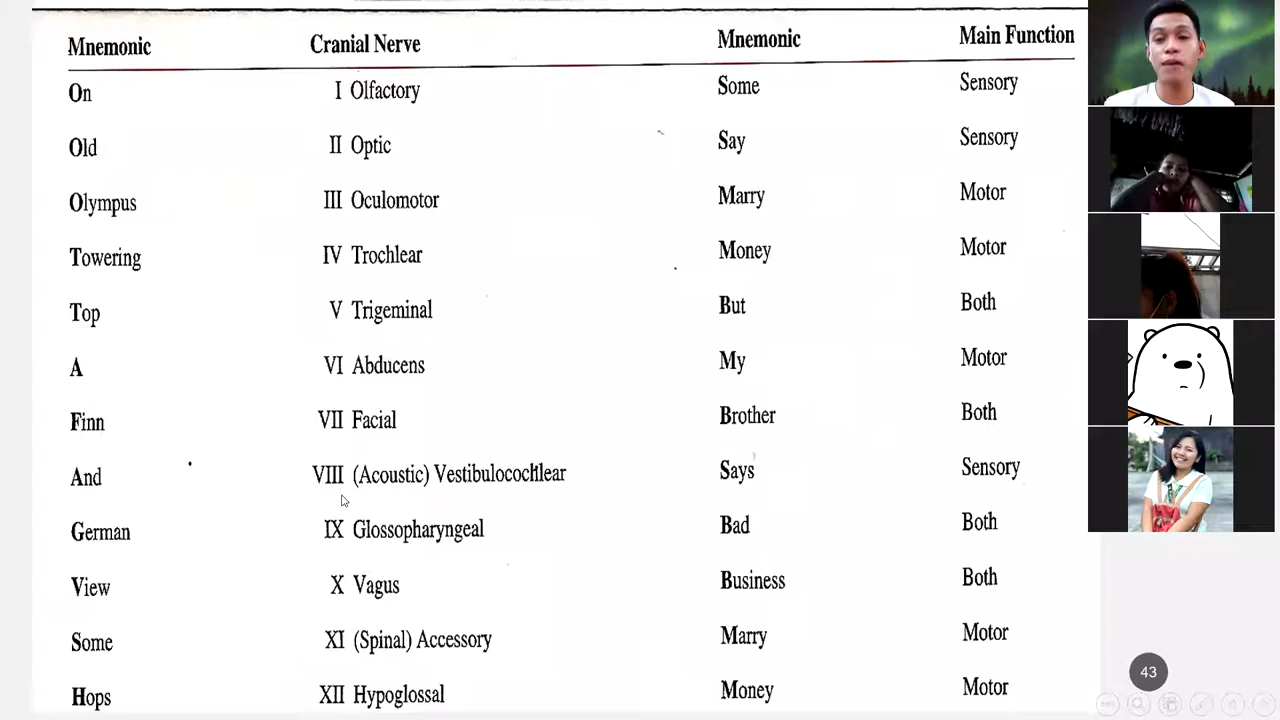 Mnemonic Cranial Nerve Mnemonic Main Function
On I Olfactory Some Sensory
Old II Optic Say Sensory
Olympus III Oculomotor Marry Motor
Towering IV Trochlear Money Motor
Top V Trigeminal But Both
A VI Abducens My Motor
Finn VII Facial Brother Both
And VIII (Acoustic) Vestibulocochlear Says Sensory
German IX Glossopharyngeal Bad Both
View X Vagus Business Both
Some XI (Spinal) Accessory Marry Motor
Hops XII Hypoglossal Money Motor
43